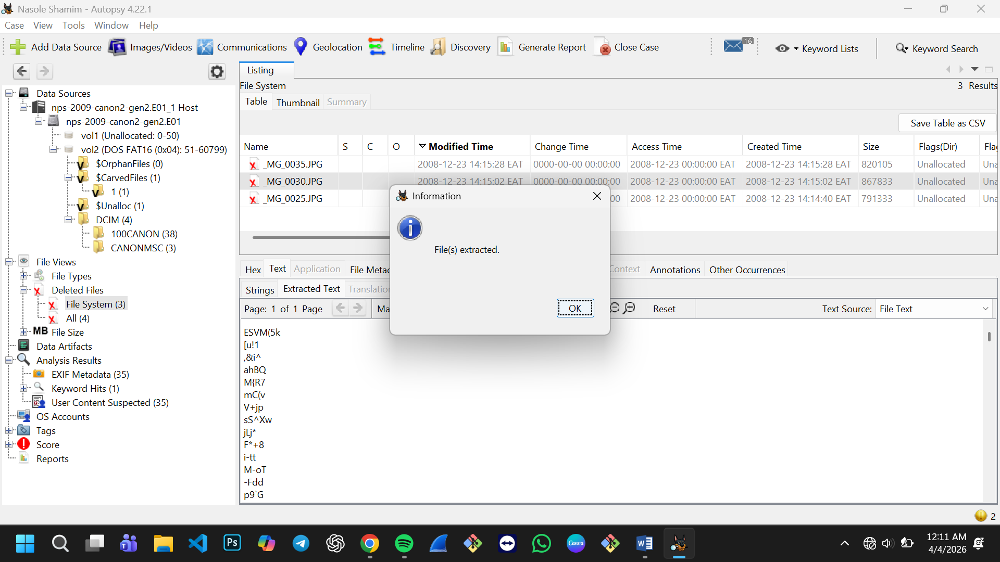 Nasole Shamim - Autopsy 4.22.1
Case View Tools Window Help
Add Data Source Images/Videos Communications Geolocation Timeline Discovery Generate Report Close Case 16 Keyword Lists Keyword Search
Data Sources
nps-2009-canon2-gen2.E01_1 Host
nps-2009-canon2-gen2.E01
vol1 (Unallocated: 0-50)
vol2 (DOS FAT16 (0x04): 51-60799)
$OrphanFiles (0)
$CarvedFiles (1)
1 (1)
$Unalloc (1)
DCIM (4)
100CANON (38)
CANONMSC (3)
File Views
File Types
Deleted Files
File System (3)
All (4)
MB File Size
Data Artifacts
Analysis Results
EXIF Metadata (35)
Keyword Hits (1)
User Content Suspected (35)
OS Accounts
Tags
Score
Reports
Listing
File System 3 Results
Table Thumbnail Summary
Save Table as CSV
Name S C O Modified Time Change Time Access Time Created Time Size Flags(Dir) Flag
_MG_0035.JPG 2008-12-23 14:15:28 EAT 0000-00-00 00:00:00 2008-12-23 00:00:00 EAT 2008-12-23 14:15:28 EAT 820105 Unallocated Una
_MG_0030.JPG 2008-12-23 14:15:02 EAT 0000-00-00 00:00:00 2008-12-23 00:00:00 EAT 2008-12-23 14:15:02 EAT 867833 Unallocated Una
_MG_0025.JPG 00 2008-12-23 00:00:00 EAT 2008-12-23 14:14:40 EAT 791333 Unallocated Una
Information
File(s) extracted.
OK
Hex Text Application File Metad Context Annotations Other Occurrences
Strings Extracted Text Translation
Page: 1 of 1 Page Ma Reset Text Source: File Text
ESVM(5k
[u!1
,&i^
ahBQ
M{R7
mC(v
V+jp
sS^Xw
jLj*
F*+8
i-tt
M-oT
-Fdd
p9`G
2
Ps
Canva
12:11 AM
4/4/2026